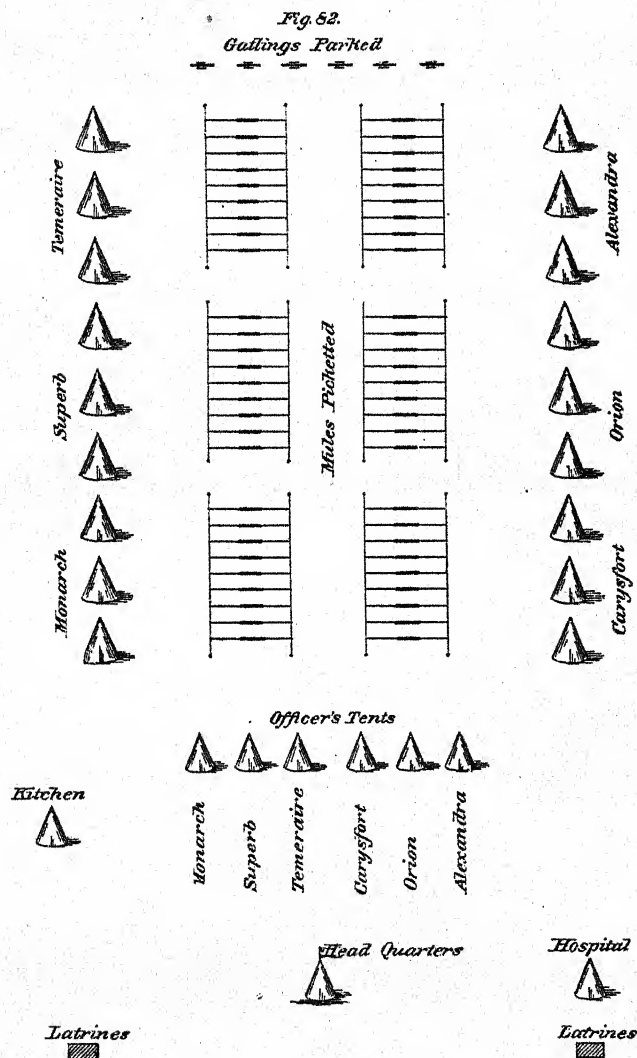 Fig. 82.
Gatlings Parked
Temeraire
Alexandra
Superb
Mules Picketted
Orion
Monarch
Carysfort
Officer's Tents
Kitchen
Monarch
Superb
Temeraire
Carysfort
Orion
Alexandra
Head Quarters
Hospital
Latrines
Latrines